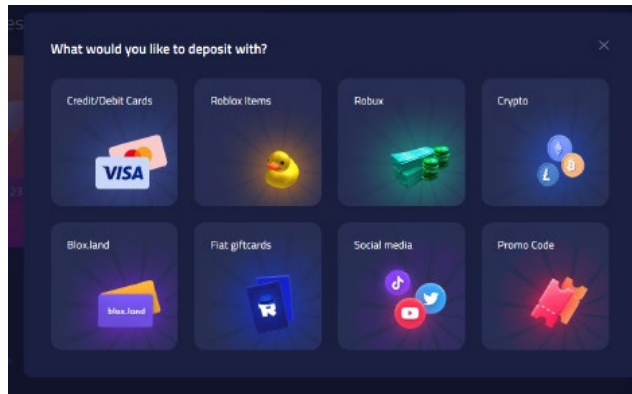 What would you like to deposit with?
Credit/Debit Cards
Roblox Items
Robux
Crypto
VISA
Blox.land
Fiat giftcards
Social media
Promo Code
blox.land
23